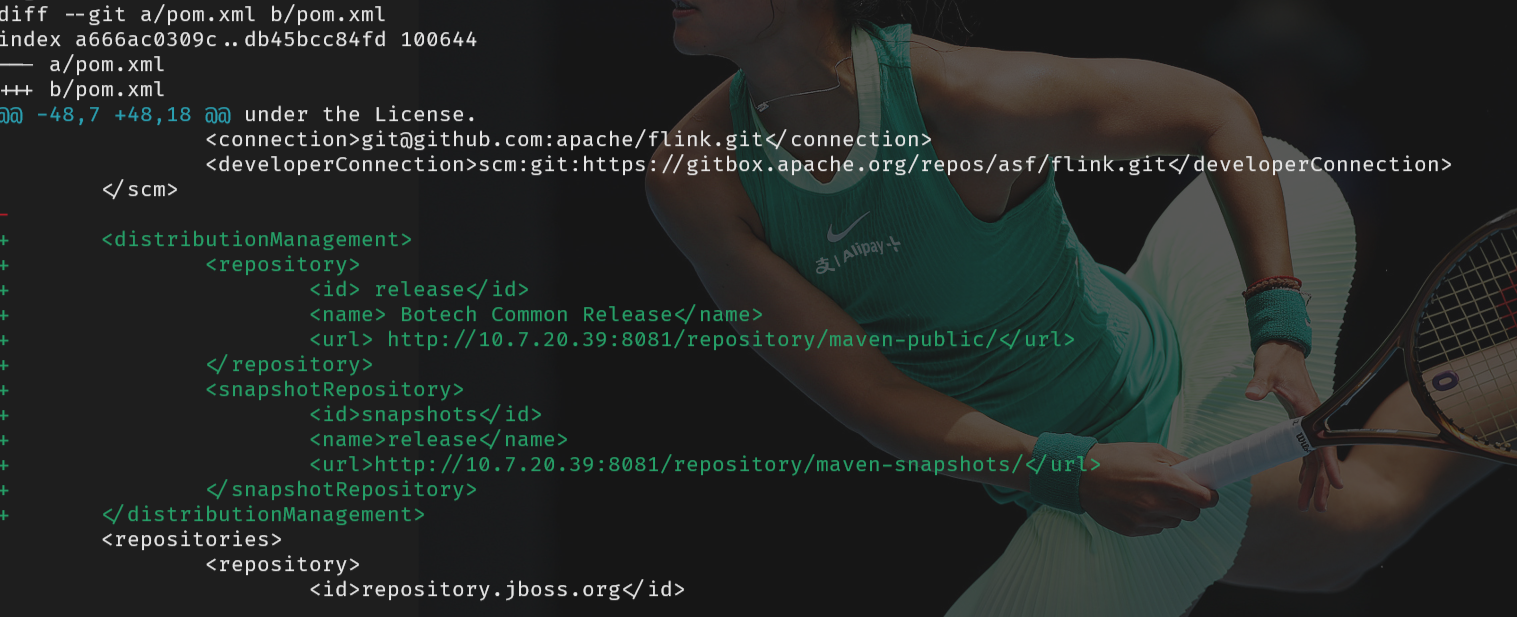 diff --git a/pom.xml b/pom.xml
index a666ac0309c..db45bcc84fd 100644
--- a/pom.xml
+++ b/pom.xml
@@ -48,7 +48,18 @@ under the License.
		<connection>git@github.com:apache/flink.git</connection>
		<developerConnection>scm:git:https://gitbox.apache.org/repos/asf/flink.git</developerConnection>
	</scm>
-
+	<distributionManagement>
+		<repository>
+			<id> release</id>
+			<name> Botech Common Release</name>
+			<url> http://10.7.20.39:8081/repository/maven-public/</url>
+		</repository>
+		<snapshotRepository>
+			<id>snapshots</id>
+			<name>release</name>
+			<url>http://10.7.20.39:8081/repository/maven-snapshots/</url>
+		</snapshotRepository>
+	</distributionManagement>
	<repositories>
		<repository>
			<id>repository.jboss.org</id>
支 | Alipay+